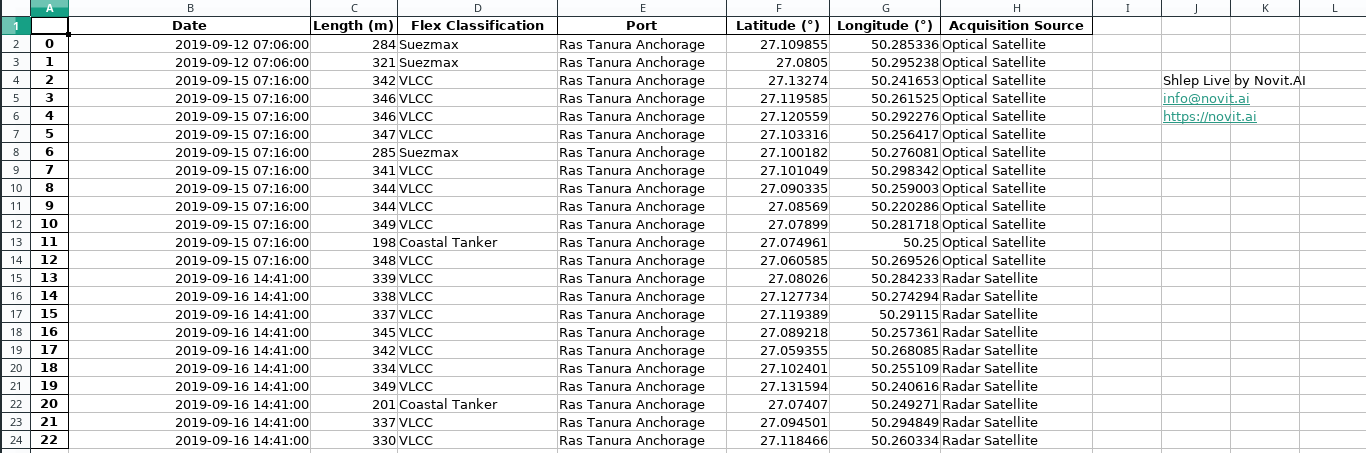 A B C D E F G H I J K L
1 Date Length (m) Flex Classification Port Latitude (°) Longitude (°) Acquisition Source
2 0 2019-09-12 07:06:00 284 Suezmax Ras Tanura Anchorage 27.109855 50.285336 Optical Satellite
3 1 2019-09-12 07:06:00 321 Suezmax Ras Tanura Anchorage 27.0805 50.295238 Optical Satellite
4 2 2019-09-15 07:16:00 342 VLCC Ras Tanura Anchorage 27.13274 50.241653 Optical Satellite Shlep Live by Novit.AI
5 3 2019-09-15 07:16:00 346 VLCC Ras Tanura Anchorage 27.119585 50.261525 Optical Satellite info@novit.ai
6 4 2019-09-15 07:16:00 346 VLCC Ras Tanura Anchorage 27.120559 50.292276 Optical Satellite https://novit.ai
7 5 2019-09-15 07:16:00 347 VLCC Ras Tanura Anchorage 27.103316 50.256417 Optical Satellite
8 6 2019-09-15 07:16:00 285 Suezmax Ras Tanura Anchorage 27.100182 50.276081 Optical Satellite
9 7 2019-09-15 07:16:00 341 VLCC Ras Tanura Anchorage 27.101049 50.298342 Optical Satellite
10 8 2019-09-15 07:16:00 344 VLCC Ras Tanura Anchorage 27.090335 50.259003 Optical Satellite
11 9 2019-09-15 07:16:00 344 VLCC Ras Tanura Anchorage 27.08569 50.220286 Optical Satellite
12 10 2019-09-15 07:16:00 349 VLCC Ras Tanura Anchorage 27.07899 50.281718 Optical Satellite
13 11 2019-09-15 07:16:00 198 Coastal Tanker Ras Tanura Anchorage 27.074961 50.25 Optical Satellite
14 12 2019-09-15 07:16:00 348 VLCC Ras Tanura Anchorage 27.060585 50.269526 Optical Satellite
15 13 2019-09-16 14:41:00 339 VLCC Ras Tanura Anchorage 27.08026 50.284233 Radar Satellite
16 14 2019-09-16 14:41:00 338 VLCC Ras Tanura Anchorage 27.127734 50.274294 Radar Satellite
17 15 2019-09-16 14:41:00 337 VLCC Ras Tanura Anchorage 27.119389 50.29115 Radar Satellite
18 16 2019-09-16 14:41:00 345 VLCC Ras Tanura Anchorage 27.089218 50.257361 Radar Satellite
19 17 2019-09-16 14:41:00 342 VLCC Ras Tanura Anchorage 27.059355 50.268085 Radar Satellite
20 18 2019-09-16 14:41:00 334 VLCC Ras Tanura Anchorage 27.102401 50.255109 Radar Satellite
21 19 2019-09-16 14:41:00 349 VLCC Ras Tanura Anchorage 27.131594 50.240616 Radar Satellite
22 20 2019-09-16 14:41:00 201 Coastal Tanker Ras Tanura Anchorage 27.07407 50.249271 Radar Satellite
23 21 2019-09-16 14:41:00 337 VLCC Ras Tanura Anchorage 27.094501 50.294849 Radar Satellite
24 22 2019-09-16 14:41:00 330 VLCC Ras Tanura Anchorage 27.118466 50.260334 Radar Satellite